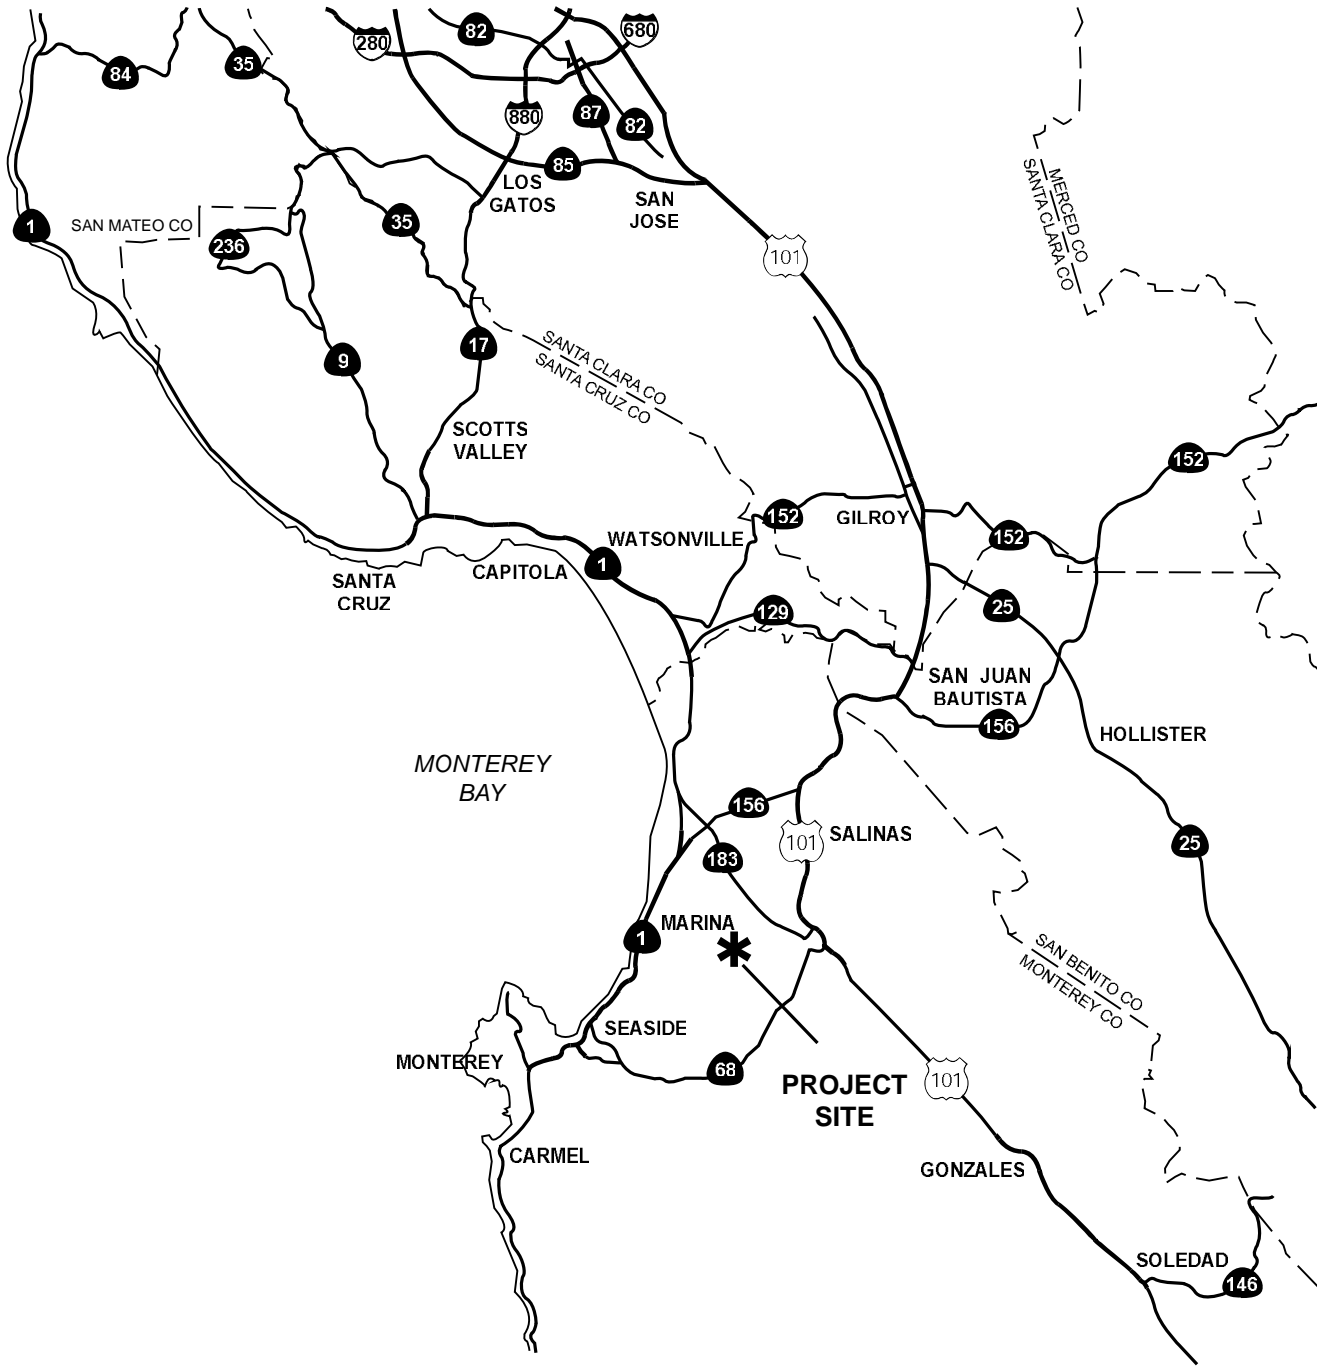 280
82
680
84
35
880
87
82
85
LOS
GATOS
SAN
JOSE
MERCED CO
SANTA CLARA CO
1
SAN MATEO CO
236
35
101
9
17
SANTA CLARA CO
SANTA CRUZ CO
SCOTTS
VALLEY
152
152
GILROY
152
WATSONVILLE
1
CAPITOLA
SANTA
CRUZ
129
25
SAN JUAN
BAUTISTA
156
HOLLISTER
MONTEREY
BAY
156
101
SALINAS
183
25
1
MARINA
SAN BENITO CO
MONTEREY CO
SEASIDE
MONTEREY
68
PROJECT
SITE
101
CARMEL
GONZALES
SOLEDAD
146